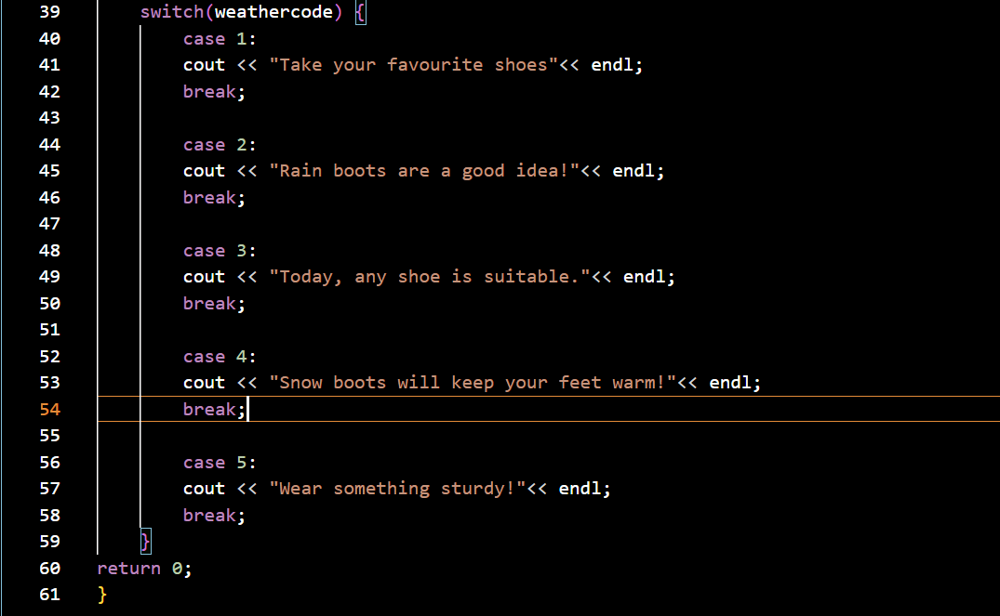 39 switch(weathercode) {
40 case 1:
41 cout << "Take your favourite shoes"<< endl;
42 break;
43
44 case 2:
45 cout << "Rain boots are a good idea!"<< endl;
46 break;
47
48 case 3:
49 cout << "Today, any shoe is suitable."<< endl;
50 break;
51
52 case 4:
53 cout << "Snow boots will keep your feet warm!"<< endl;
54 break;
55
56 case 5:
57 cout << "Wear something sturdy!"<< endl;
58 break;
59 }
60 return 0;
61 }